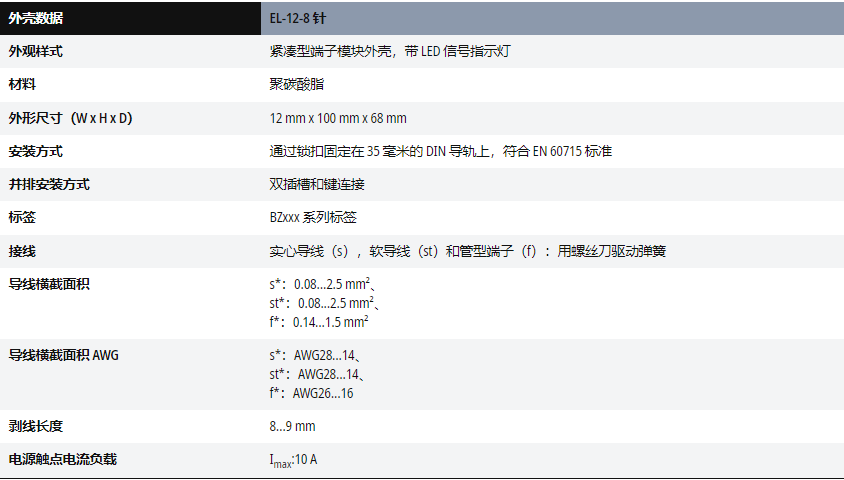 外壳数据 EL-12-8 针
外观样式 紧凑型端子模块外壳，带 LED 信号指示灯
材料 聚碳酸脂
外形尺寸（W x H x D） 12 mm x 100 mm x 68 mm
安装方式 通过锁扣固定在 35 毫米的 DIN 导轨上，符合 EN 60715 标准
并排安装方式 双插槽和键连接
标签 BZxxx 系列标签
接线 实心导线（s），软导线（st）和管型端子（f）：用螺丝刀驱动弹簧
导线横截面积 s*：0.08…2.5 mm²、
st*：0.08…2.5 mm²、
f*：0.14…1.5 mm²
导线横截面积 AWG s*：AWG28…14、
st*：AWG28…14、
f*：AWG26…16
剥线长度 8…9 mm
电源触点电流负载 Imax:10 A